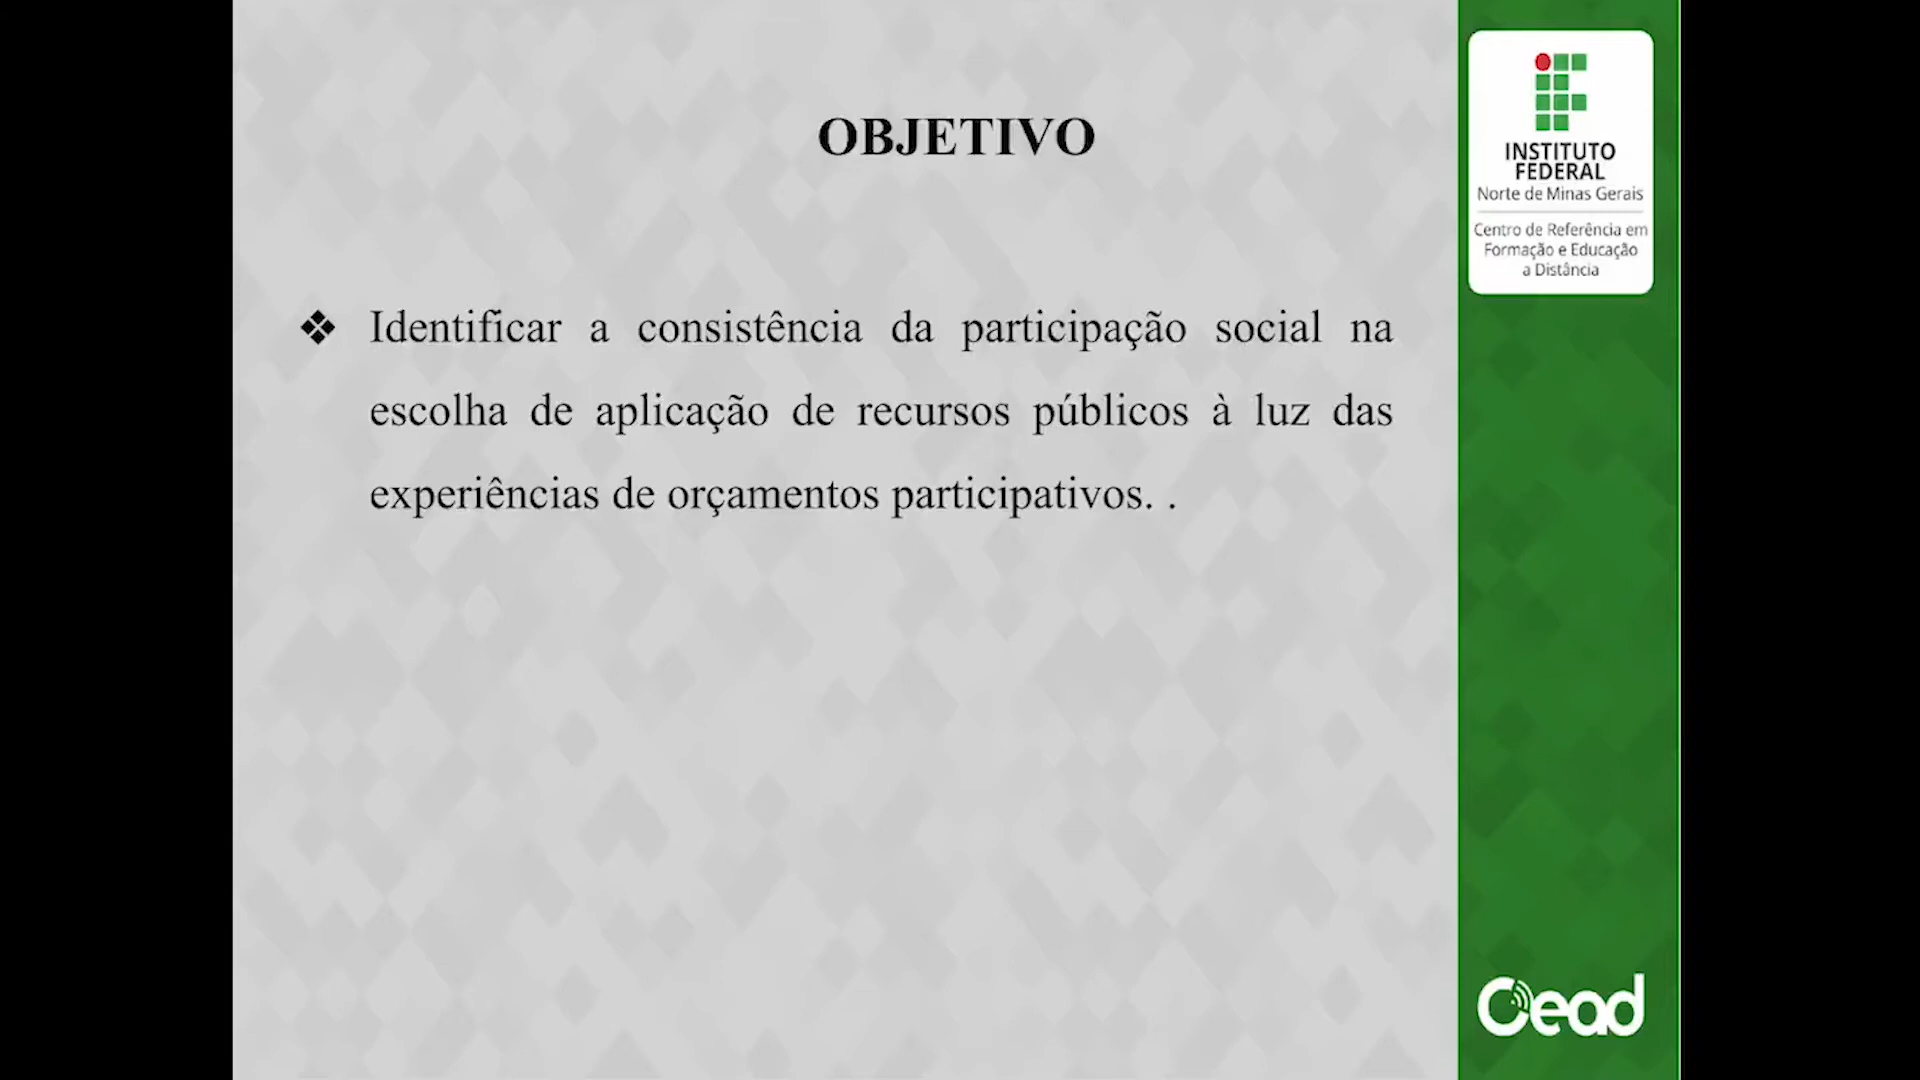 OBJETIVO
❖ Identificar a consistência da participação social na
escolha de aplicação de recursos públicos à luz das
experiências de orçamentos participativos. .
INSTITUTO
FEDERAL
Norte de Minas Gerais
Centro de Referência em
Formação e Educação
a Distância
Cead